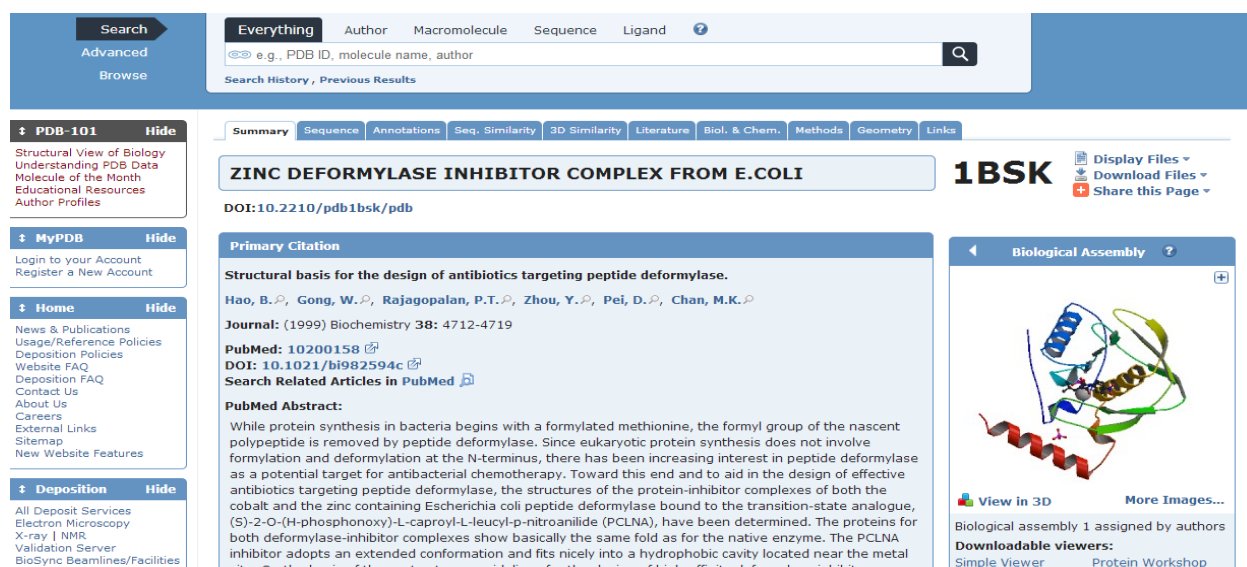 Search
Advanced
Browse
Everything Author Macromolecule Sequence Ligand ?
e.g., PDB ID, molecule name, author
Search History , Previous Results
PDB-101 Hide
Structural View of Biology
Understanding PDB Data
Molecule of the Month
Educational Resources
Author Profiles
MyPDB Hide
Login to your Account
Register a New Account
Home Hide
News & Publications
Usage/Reference Policies
Deposition Policies
Website FAQ
Deposition FAQ
Contact Us
About Us
Careers
External Links
Sitemap
New Website Features
Deposition Hide
All Deposit Services
Electron Microscopy
X-ray | NMR
Validation Server
BioSync Beamlines/Facilities
Summary Sequence Annotations Seq. Similarity 3D Similarity Literature Biol. & Chem. Methods Geometry Links
ZINC DEFORMYLASE INHIBITOR COMPLEX FROM E.COLI
DOI:10.2210/pdb1bsk/pdb
1BSK
Display Files
Download Files
Share this Page
Primary Citation
Structural basis for the design of antibiotics targeting peptide deformylase.
Hao, B., Gong, W., Rajagopalan, P.T., Zhou, Y., Pei, D., Chan, M.K.
Journal: (1999) Biochemistry 38: 4712-4719
PubMed: 10200158
DOI: 10.1021/bi982594c
Search Related Articles in PubMed
PubMed Abstract:
While protein synthesis in bacteria begins with a formylated methionine, the formyl group of the nascent
polypeptide is removed by peptide deformylase. Since eukaryotic protein synthesis does not involve
formylation and deformylation at the N-terminus, there has been increasing interest in peptide deformylase
as a potential target for antibacterial chemotherapy. Toward this end and to aid in the design of effective
antibiotics targeting peptide deformylase, the structures of the protein-inhibitor complexes of both the
cobalt and the zinc containing Escherichia coli peptide deformylase bound to the transition-state analogue,
(S)-2-O-(H-phosphonoxy)-L-caproyl-L-leucyl-p-nitroanilide (PCLNA), have been determined. The proteins for
both deformylase-inhibitor complexes show basically the same fold as for the native enzyme. The PCLNA
inhibitor adopts an extended conformation and fits nicely into a hydrophobic cavity located near the metal
Biological Assembly ?
View in 3D More Images...
Biological assembly 1 assigned by authors
Downloadable viewers:
Simple Viewer Protein Workshop